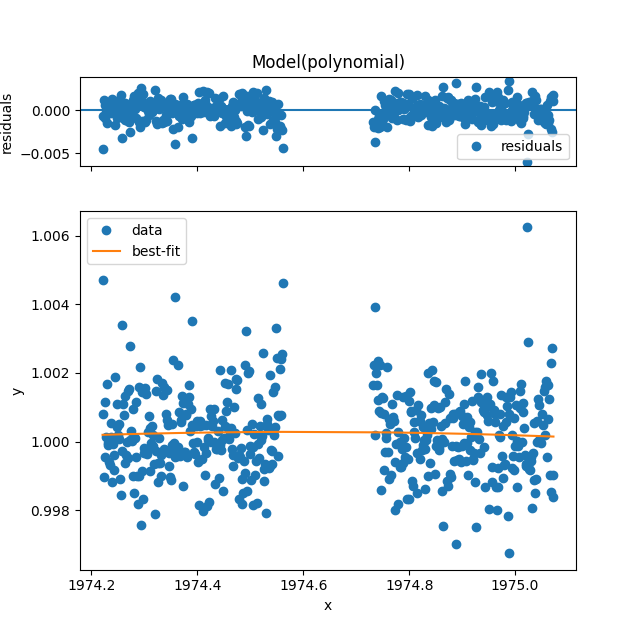 Model(polynomial)
residuals
0.000
−0.005
residuals
data
best-fit
y
1.006
1.004
1.002
1.000
0.998
1974.2 1974.4 1974.6 1974.8 1975.0
x